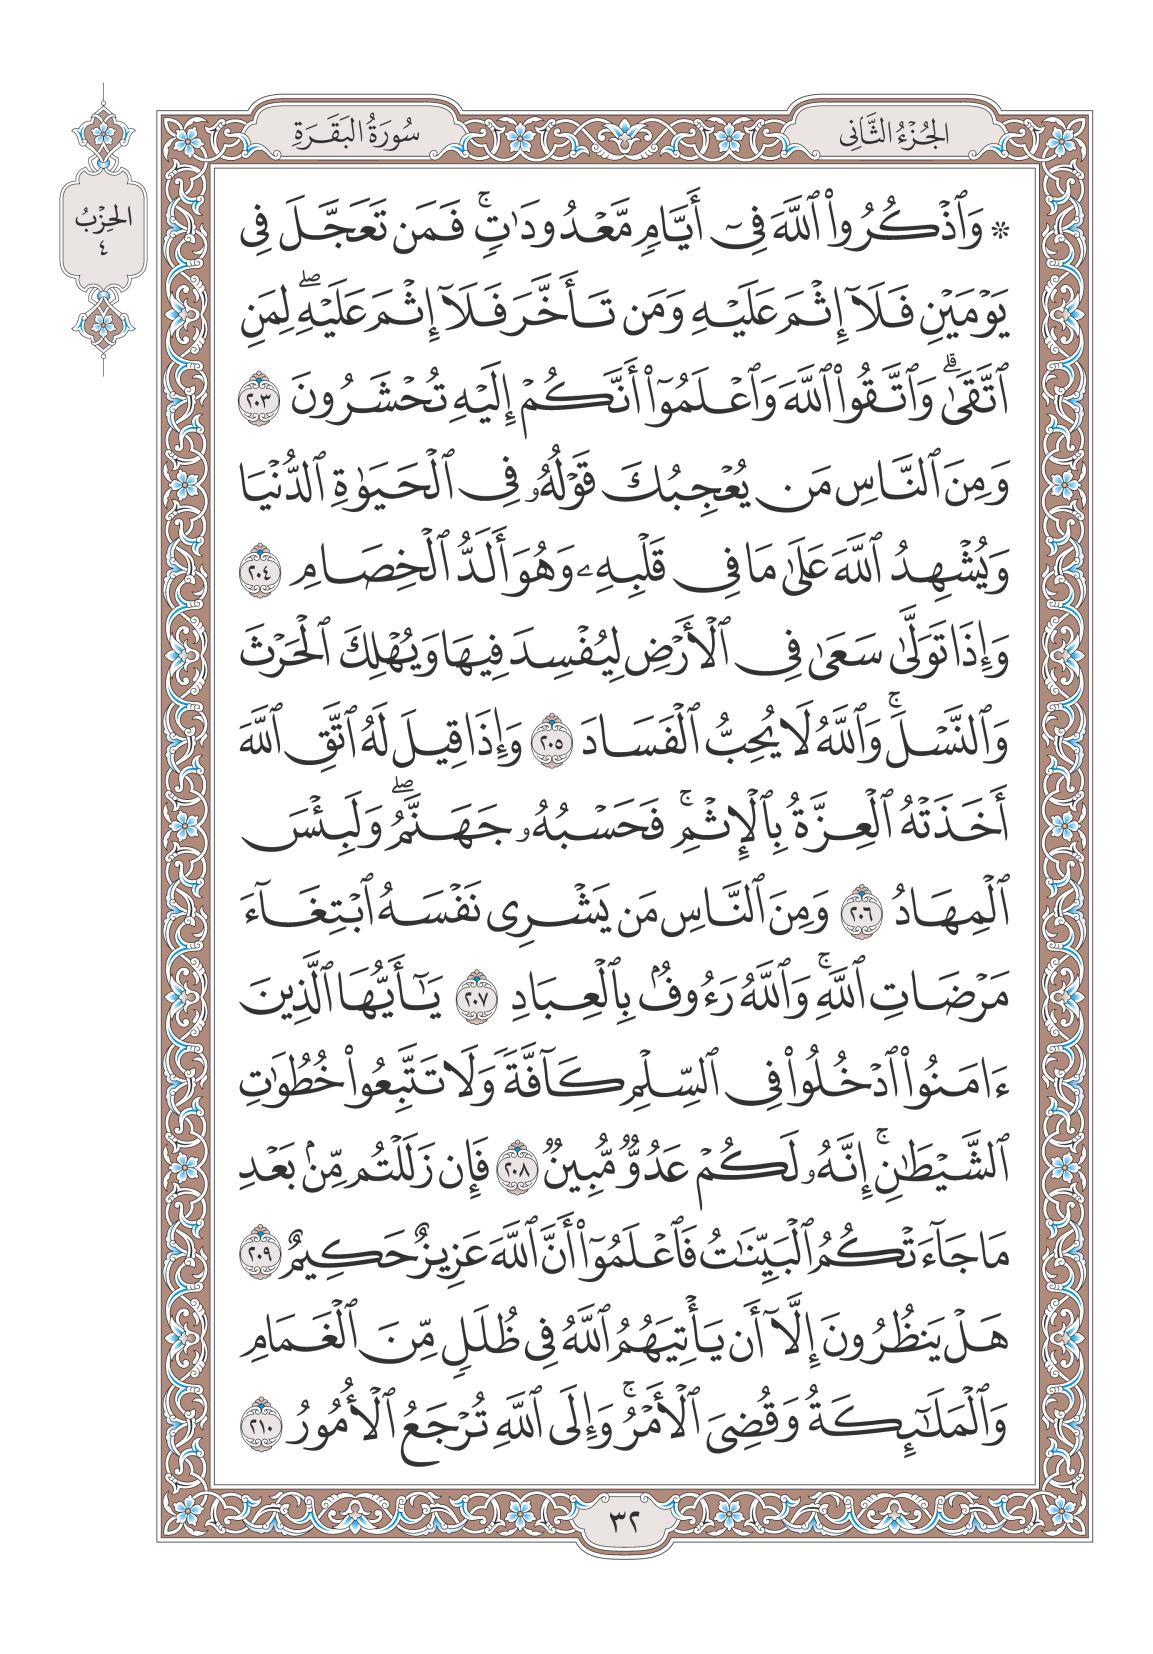 الجُزْءُ الثَّانِي
سُورَةُ البَقَرَةِ
الحِزْبُ
٤
۞ وَٱذْكُرُوا۟ ٱللَّهَ فِىٓ أَيَّامٍ مَّعْدُودَٰتٍ ۚ فَمَن تَعَجَّلَ فِى
يَوْمَيْنِ فَلَآ إِثْمَ عَلَيْهِ وَمَن تَأَخَّرَ فَلَآ إِثْمَ عَلَيْهِ ۖ لِمَنِ
ٱتَّقَىٰ ۗ وَٱتَّقُوا۟ ٱللَّهَ وَٱعْلَمُوٓا۟ أَنَّكُمْ إِلَيْهِ تُحْشَرُونَ ٢٠٣
وَمِنَ ٱلنَّاسِ مَن يُعْجِبُكَ قَوْلُهُۥ فِى ٱلْحَيَوٰةِ ٱلدُّنْيَا
وَيُشْهِدُ ٱللَّهَ عَلَىٰ مَا فِى قَلْبِهِۦ وَهُوَ أَلَدُّ ٱلْخِصَامِ ٢٠٤
وَإِذَا تَوَلَّىٰ سَعَىٰ فِى ٱلْأَرْضِ لِيُفْسِدَ فِيهَا وَيُهْلِكَ ٱلْحَرْثَ
وَٱلنَّسْلَ ۚ وَٱللَّهُ لَا يُحِبُّ ٱلْفَسَادَ ٢٠٥ وَإِذَا قِيلَ لَهُ ٱتَّقِ ٱللَّهَ
أَخَذَتْهُ ٱلْعِزَّةُ بِٱلْإِثْمِ ۚ فَحَسْبُهُۥ جَهَنَّمُ ۖ وَلَبِئْسَ
ٱلْمِهَادُ ٢٠٦ وَمِنَ ٱلنَّاسِ مَن يَشْرِى نَفْسَهُ ٱبْتِغَآءَ
مَرْضَاتِ ٱللَّهِ ۚ وَٱللَّهُ رَءُوفٌۢ بِٱلْعِبَادِ ٢٠٧ يَٰٓأَيُّهَا ٱلَّذِينَ
ءَامَنُوا۟ ٱدْخُلُوا۟ فِى ٱلسِّلْمِ كَآفَّةً وَلَا تَتَّبِعُوا۟ خُطُوَٰتِ
ٱلشَّيْطَٰنِ ۚ إِنَّهُۥ لَكُمْ عَدُوٌّ مُّبِينٌ ٢٠٨ فَإِن زَلَلْتُم مِّنۢ بَعْدِ
مَا جَآءَتْكُمُ ٱلْبَيِّنَٰتُ فَٱعْلَمُوٓا۟ أَنَّ ٱللَّهَ عَزِيزٌ حَكِيمٌ ٢٠٩
هَلْ يَنظُرُونَ إِلَّآ أَن يَأْتِيَهُمُ ٱللَّهُ فِى ظُلَلٍ مِّنَ ٱلْغَمَامِ
وَٱلْمَلَٰٓئِكَةُ وَقُضِىَ ٱلْأَمْرُ ۚ وَإِلَى ٱللَّهِ تُرْجَعُ ٱلْأُمُورُ ٢١٠
٣٢